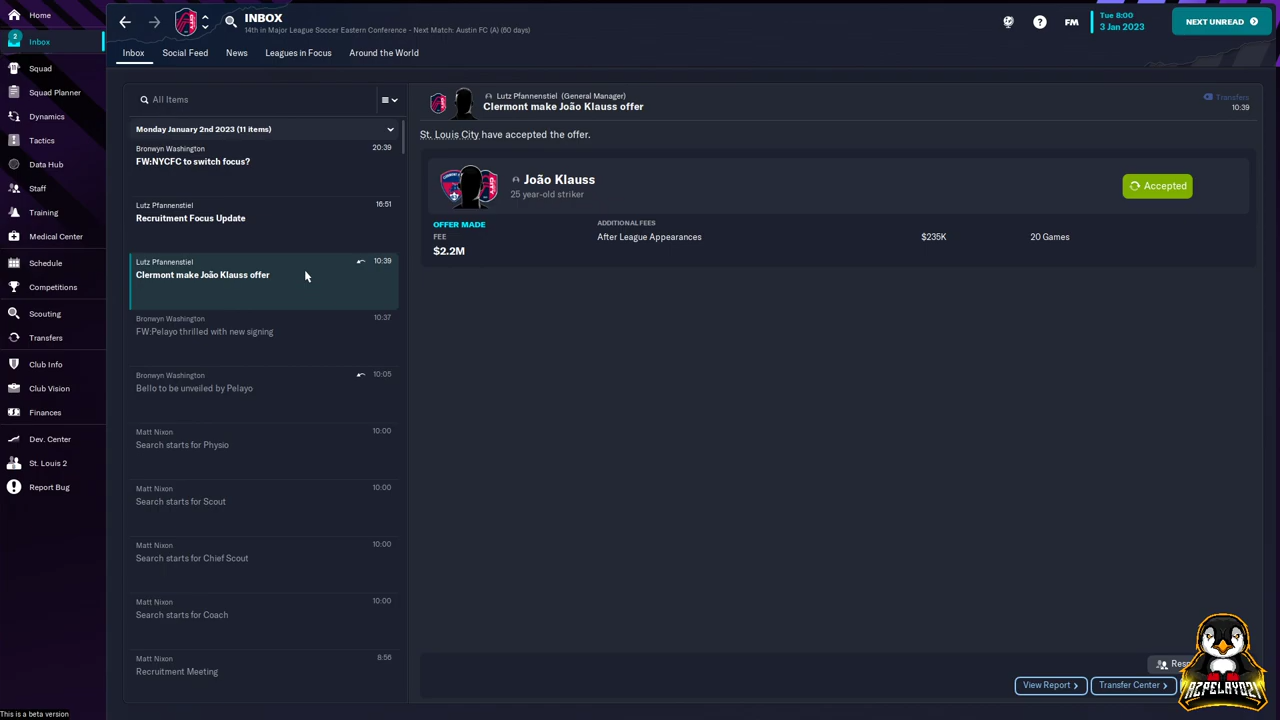 Home
2
Inbox
Squad
Squad Planner
Dynamics
Tactics
Data Hub
Staff
Training
Medical Center
Schedule
Competitions
Scouting
Transfers
Club Info
Club Vision
Finances
Dev. Center
St. Louis 2
Report Bug
This is a beta version
INBOX
14th in Major League Soccer Eastern Conference - Next Match: Austin FC (A) (60 days)
FM
Tue 8:00
3 Jan 2023
NEXT UNREAD
Inbox
Social Feed
News
Leagues in Focus
Around the World
All Items
Monday January 2nd 2023 (11 items)
Bronwyn Washington 20:39
FW:NYCFC to switch focus?
Lutz Pfannenstiel 16:51
Recruitment Focus Update
Lutz Pfannenstiel 10:39
Clermont make João Klauss offer
Bronwyn Washington 10:37
FW:Pelayo thrilled with new signing
Bronwyn Washington 10:05
Bello to be unveiled by Pelayo
Matt Nixon 10:00
Search starts for Physio
Matt Nixon 10:00
Search starts for Scout
Matt Nixon 10:00
Search starts for Chief Scout
Matt Nixon 10:00
Search starts for Coach
Matt Nixon 8:56
Recruitment Meeting
Lutz Pfannenstiel (General Manager)
Clermont make João Klauss offer
Transfers
10:39
St. Louis City have accepted the offer.
João Klauss
25 year-old striker
Accepted
OFFER MADE
FEE
$2.2M
ADDITIONAL FEES
After League Appearances $235K 20 Games
View Report
Transfer Center
AZPELAYO21